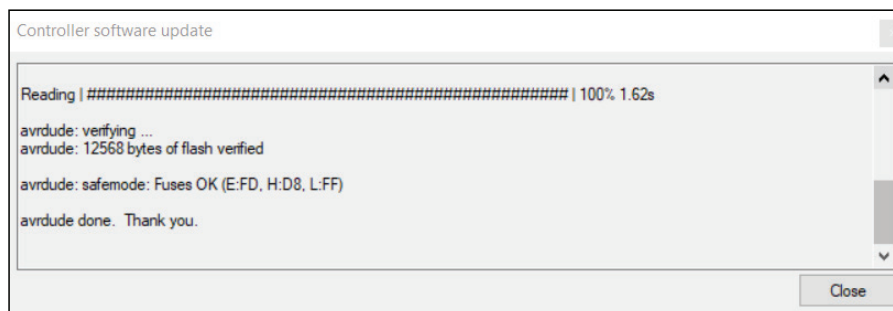 Controller software update
Reading | ################################################## | 100% 1.62s
avrdude: verifying ...
avrdude: 12568 bytes of flash verified
avrdude: safemode: Fuses OK (E:FD, H:D8, L:FF)
avrdude done.  Thank you.
Close